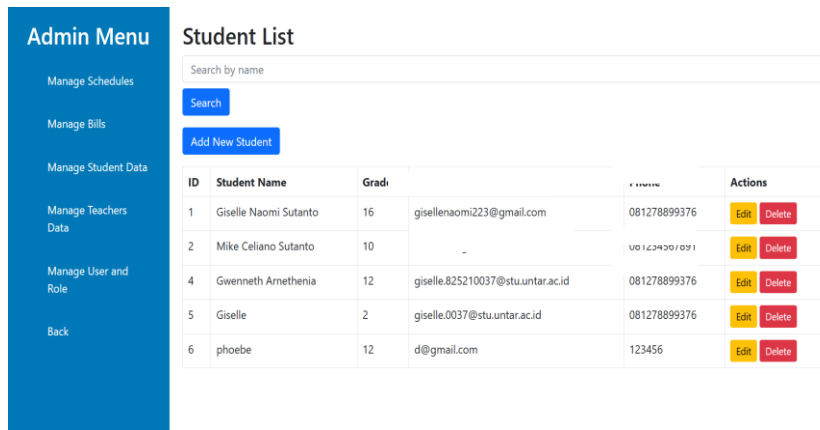 Admin Menu
Manage Schedules
Manage Bills
Manage Student Data
Manage Teachers
Data
Manage User and
Role
Back
Student List
Search by name
Search
Add New Student
ID Student Name Actions
1 Giselle Naomi Sutanto 16 gisellenaomi223@gmail.com 081278899376 Edit Delete
2 Mike Celiano Sutanto 10 Edit Delete
4 Gwenneth Arnethenia 12 giselle.825210037@stu.untar.ac.id 081278899376 Edit Delete
5 Giselle 2 giselle.0037@stu.untar.ac.id 081278899376 Edit Delete
6 phoebe 12 d@gmail.com 123456 Edit Delete